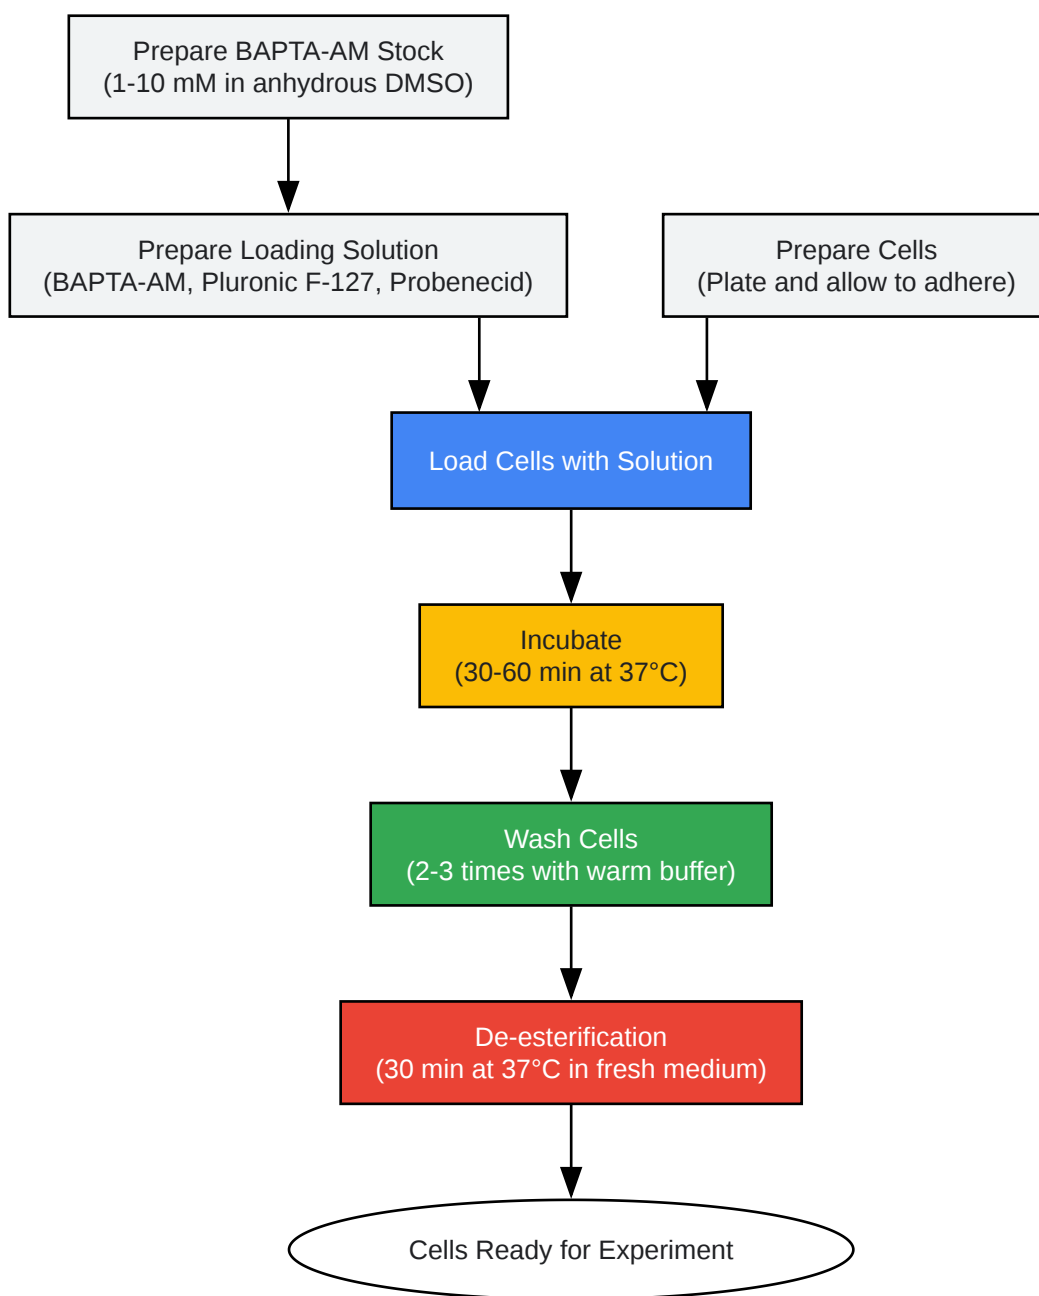 Prepare BAPTA-AM Stock
(1-10 mM in anhydrous DMSO)
Prepare Loading Solution
(BAPTA-AM, Pluronic F-127, Probenecid)
Prepare Cells
(Plate and allow to adhere)
Load Cells with Solution
Incubate
(30-60 min at 37°C)
Wash Cells
(2-3 times with warm buffer)
De-esterification
(30 min at 37°C in fresh medium)
Cells Ready for Experiment